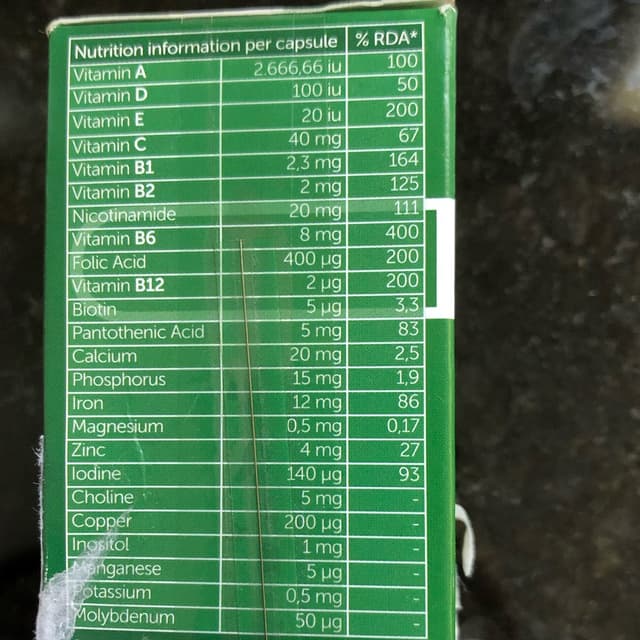 Nutrition information per capsule % RDA*
Vitamin A 2.666,66 iu 100
Vitamin D 100 iu 50
Vitamin E 20 iu 200
Vitamin C 40 mg 67
Vitamin B1 2,3 mg 164
Vitamin B2 2 mg 125
Nicotinamide 20 mg 111
Vitamin B6 8 mg 400
Folic Acid 400 µg 200
Vitamin B12 2 µg 200
Biotin 5 µg 3,3
Pantothenic Acid 5 mg 83
Calcium 20 mg 2,5
Phosphorus 15 mg 1,9
Iron 12 mg 86
Magnesium 0,5 mg 0,17
Zinc 4 mg 27
Iodine 140 µg 93
Choline 5 mg -
Copper 200 µg -
Inositol 1 mg -
Manganese 5 µg -
Potassium 0,5 mg -
Molybdenum 50 µg -